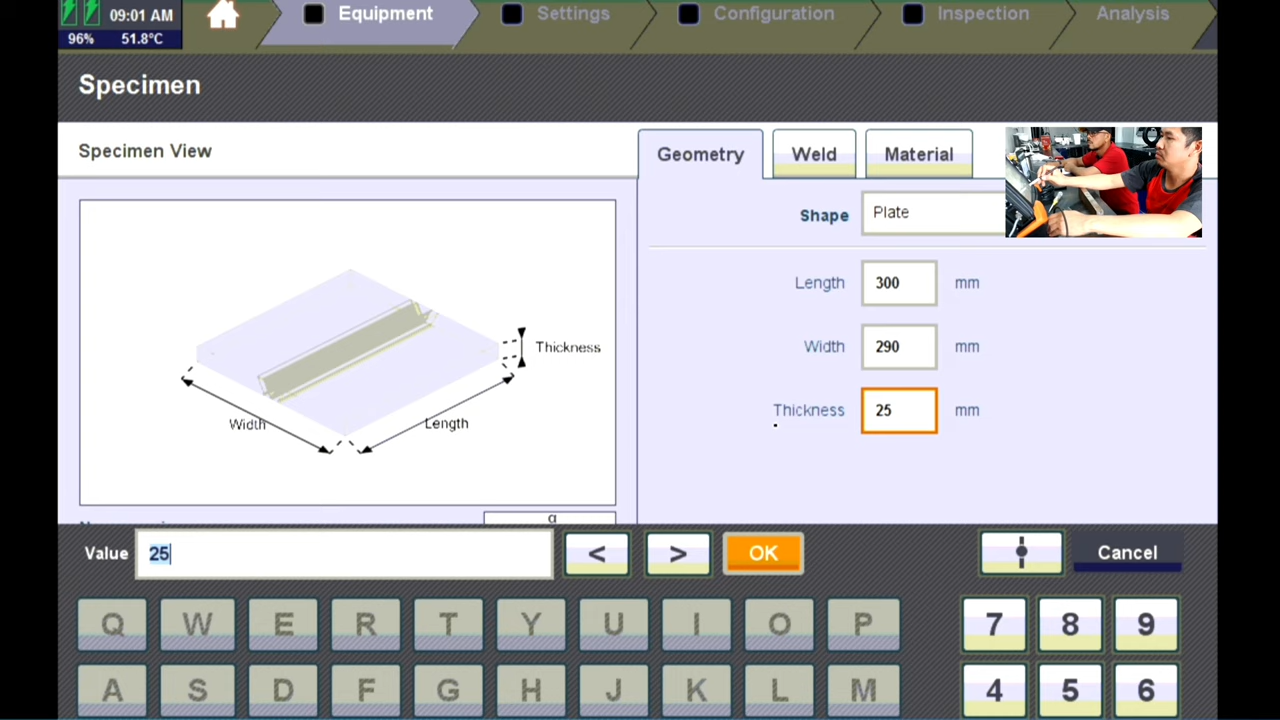 09:01 AM
96% 51.8°C
Equipment
Settings
Configuration
Inspection
Analysis
Specimen
Specimen View
Geometry
Weld
Material
Shape Plate
Length 300 mm
Width 290 mm
Thickness 25 mm
Thickness
Width
Length
α
Value 25
< > OK
Cancel
Q W E R T Y U I O P
7 8 9
A S D F G H J K L M
4 5 6